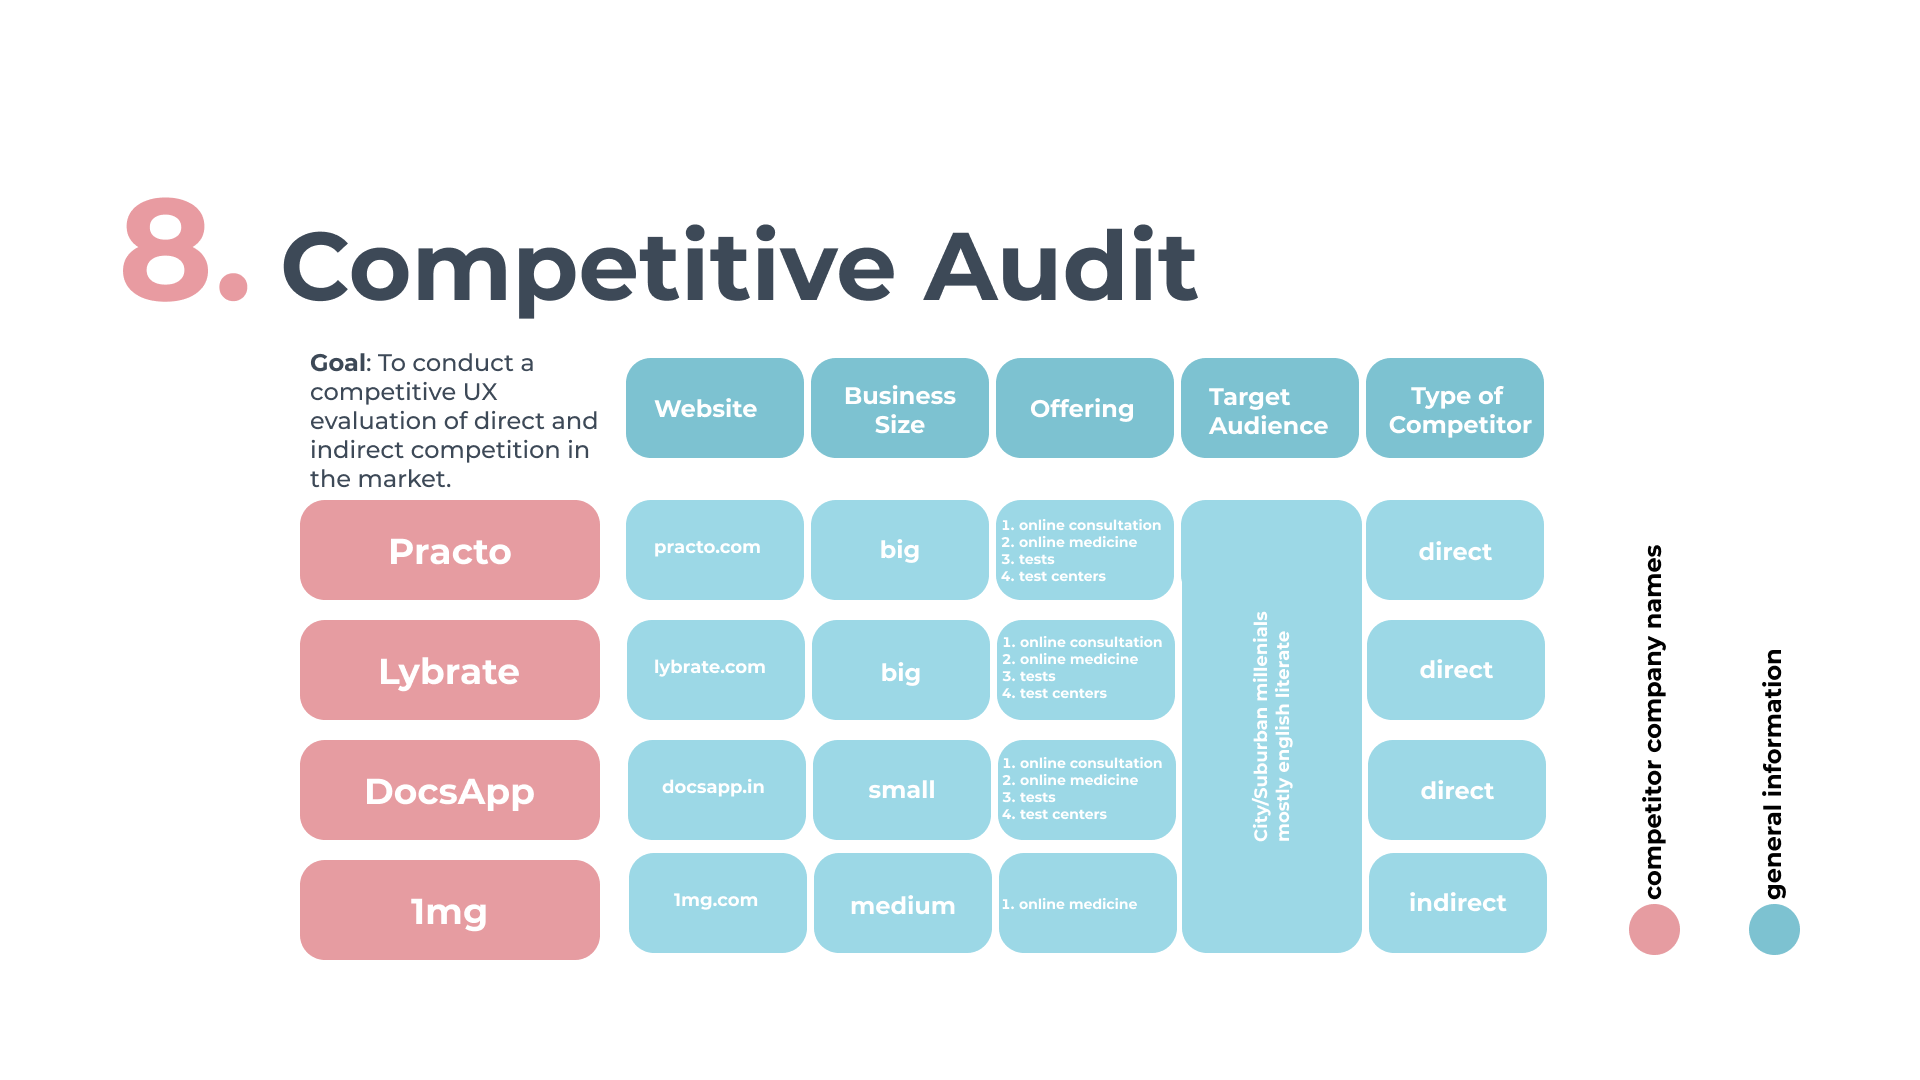 8. Competitive Audit
Goal: To conduct a
competitive UX
evaluation of direct and
indirect competition in
the market.
Website
Business
Size
Offering
Target
Audience
Type of
Competitor
Practo
practo.com
big
1. online consultation
2. online medicine
3. tests
4. test centers
direct
Lybrate
lybrate.com
big
1. online consultation
2. online medicine
3. tests
4. test centers
direct
DocsApp
docsapp.in
small
1. online consultation
2. online medicine
3. tests
4. test centers
direct
1mg
1mg.com
medium
1. online medicine
indirect
City/Suburban millenials
mostly english literate
competitor company names
general information